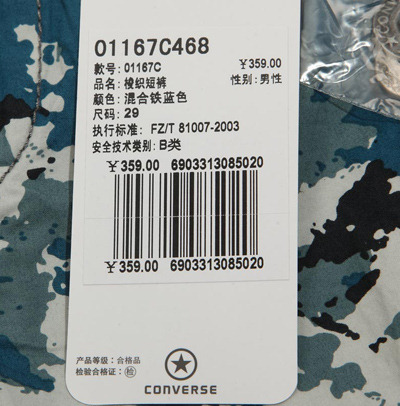 01167C468
款号: 01167C ¥359.00
品名: 梭织短裤 性别: 男性
颜色: 混合铁蓝色
尺码: 29
执行标准: FZ/T 81007-2003
安全技术类别: B类
¥359.00 6903313085020
¥359.00 6903313085020
产品等级: 合格品
检验合格证: 检
CONVERSE